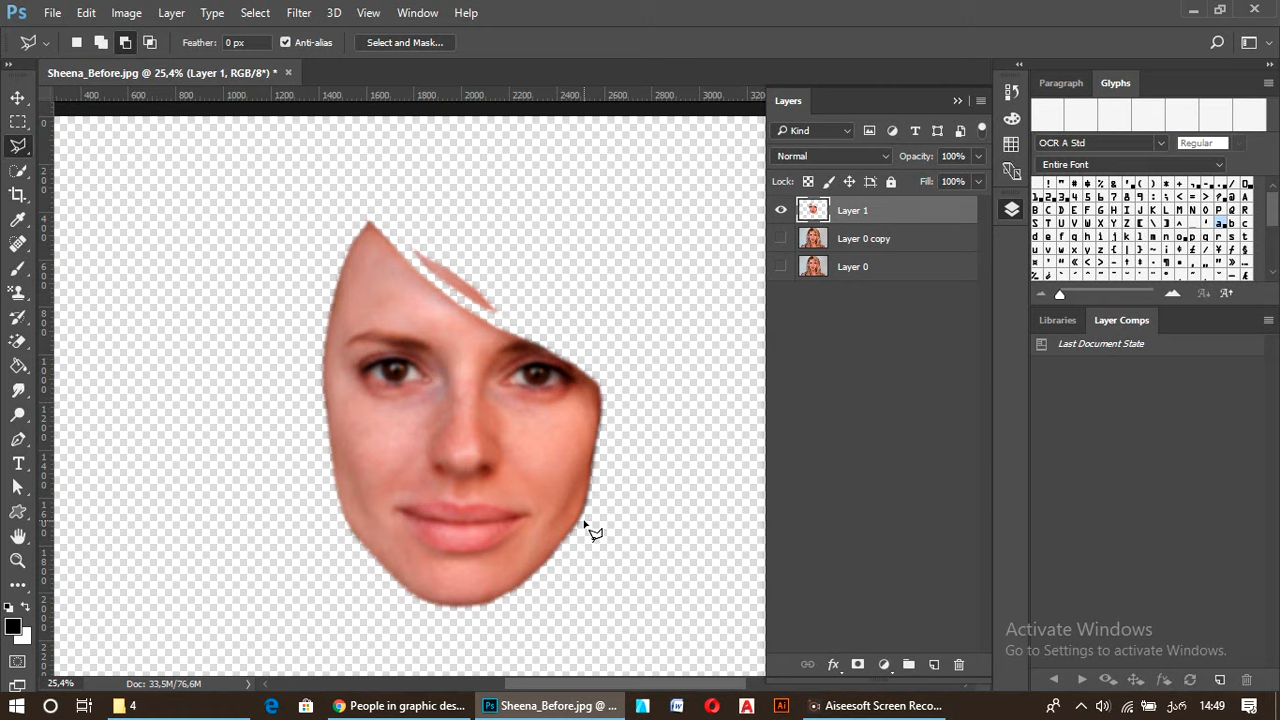 Ps File Edit Image Layer Type Select Filter 3D View Window Help
Feather: 0 px Anti-alias Select and Mask...
Sheena_Before.jpg @ 25,4% (Layer 1, RGB/8*) * ×
400 600 800 1000 1200 1400 1600 1800 2000 2200 2400 2600 2800 3000 320
Layers
Paragraph Glyphs
Kind
OCR A Std Regular
Normal Opacity: 100%
Entire Font
Lock: Fill: 100%
Layer 1
Layer 0 copy
Layer 0
Libraries Layer Comps
Last Document State
Activate Windows
Go to Settings to activate Windows.
25,4% Doc: 33,5M/76,6M
4 People in graphic des... Sheena_Before.jpg @ ... Aiseesoft Screen Reco... 14:49